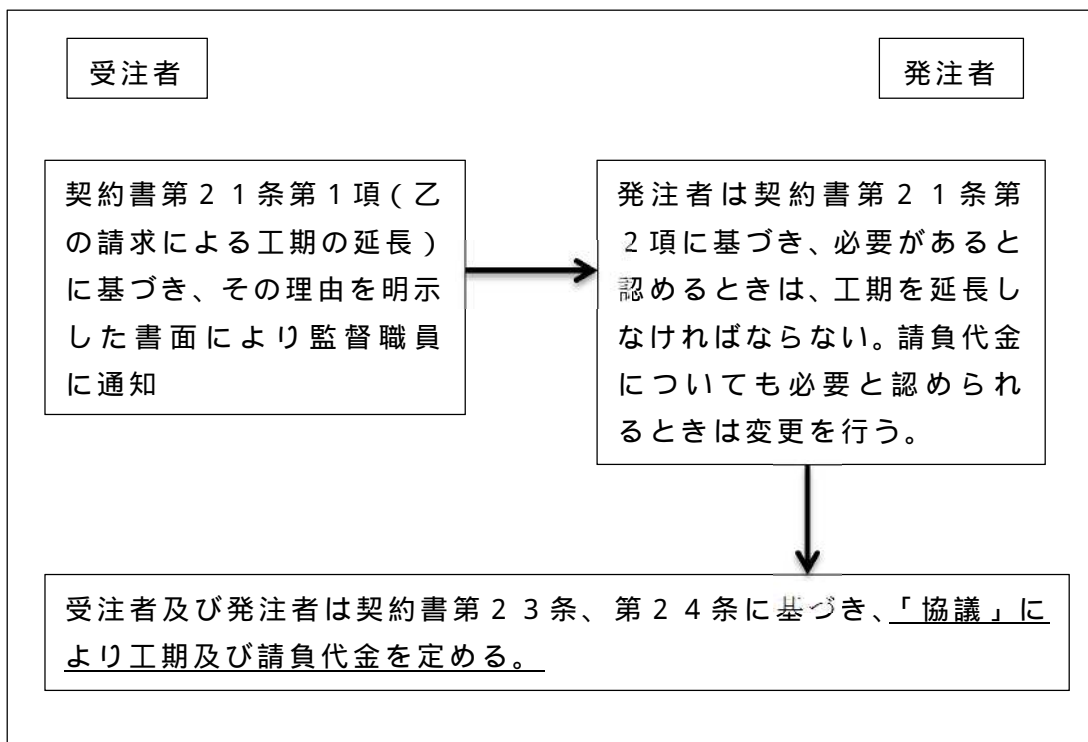 受注者
発注者
契約書第２１条第１項（乙
の請求による工期の延長）
に基づき、その理由を明示
した書面により監督職員
に通知
発注者は契約書第２１条第
２項に基づき、必要があると
認めるときは、工期を延長し
なければならない。請負代金
についても必要と認められ
るときは変更を行う。
受注者及び発注者は契約書第２３条、第２４条に基づき、「協議」に
より工期及び請負代金を定める。